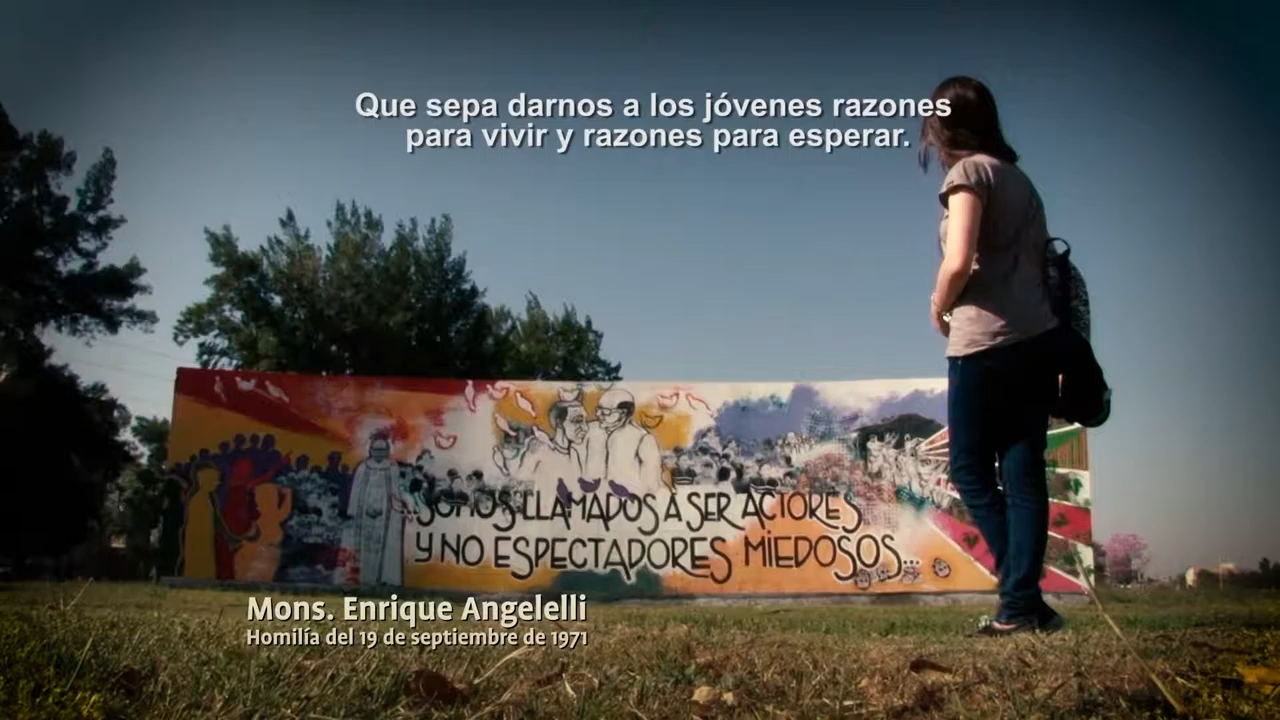 Que sepa darnos a los jóvenes razones
para vivir y razones para esperar.
SOMOS LLAMADOS A SER ACTORES
Y NO ESPECTADORES MIEDOSOS...
Mons. Enrique Angelelli
Homilía del 19 de septiembre de 1971